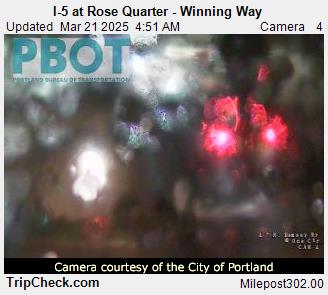 I-5 at Rose Quarter - Winning Way
Updated Mar 21 2025 4:51 AM Camera 4
PBOT
PORTLAND BUREAU OF TRANSPORTATION
Camera courtesy of the City of Portland
TripCheck.com Milepost302.00